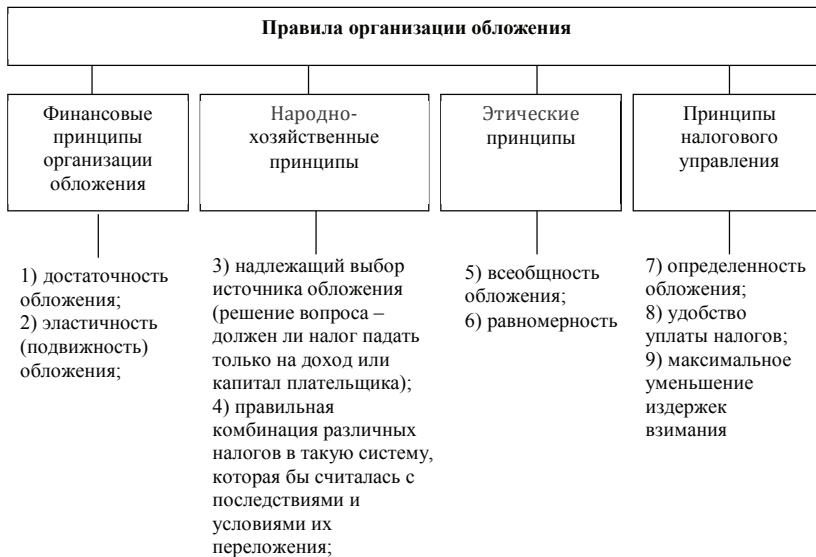 Правила организации обложения
Финансовые
принципы
организации
обложения
Народно-
хозяйственные
принципы
Этические
принципы
Принципы
налогового
управления
1) достаточность
обложения;
2) эластичность
(подвижность)
обложения;
3) надлежащий выбор
источника обложения
(решение вопроса –
должен ли налог падать
только на доход или
капитал плательщика);
4) правильная
комбинация различных
налогов в такую систему,
которая бы считалась с
последствиями и
условиями их
переложения;
5) всеобщность
обложения;
6) равномерность
7) определенность
обложения;
8) удобство
уплаты налогов;
9) максимальное
уменьшение
издержек
взимания